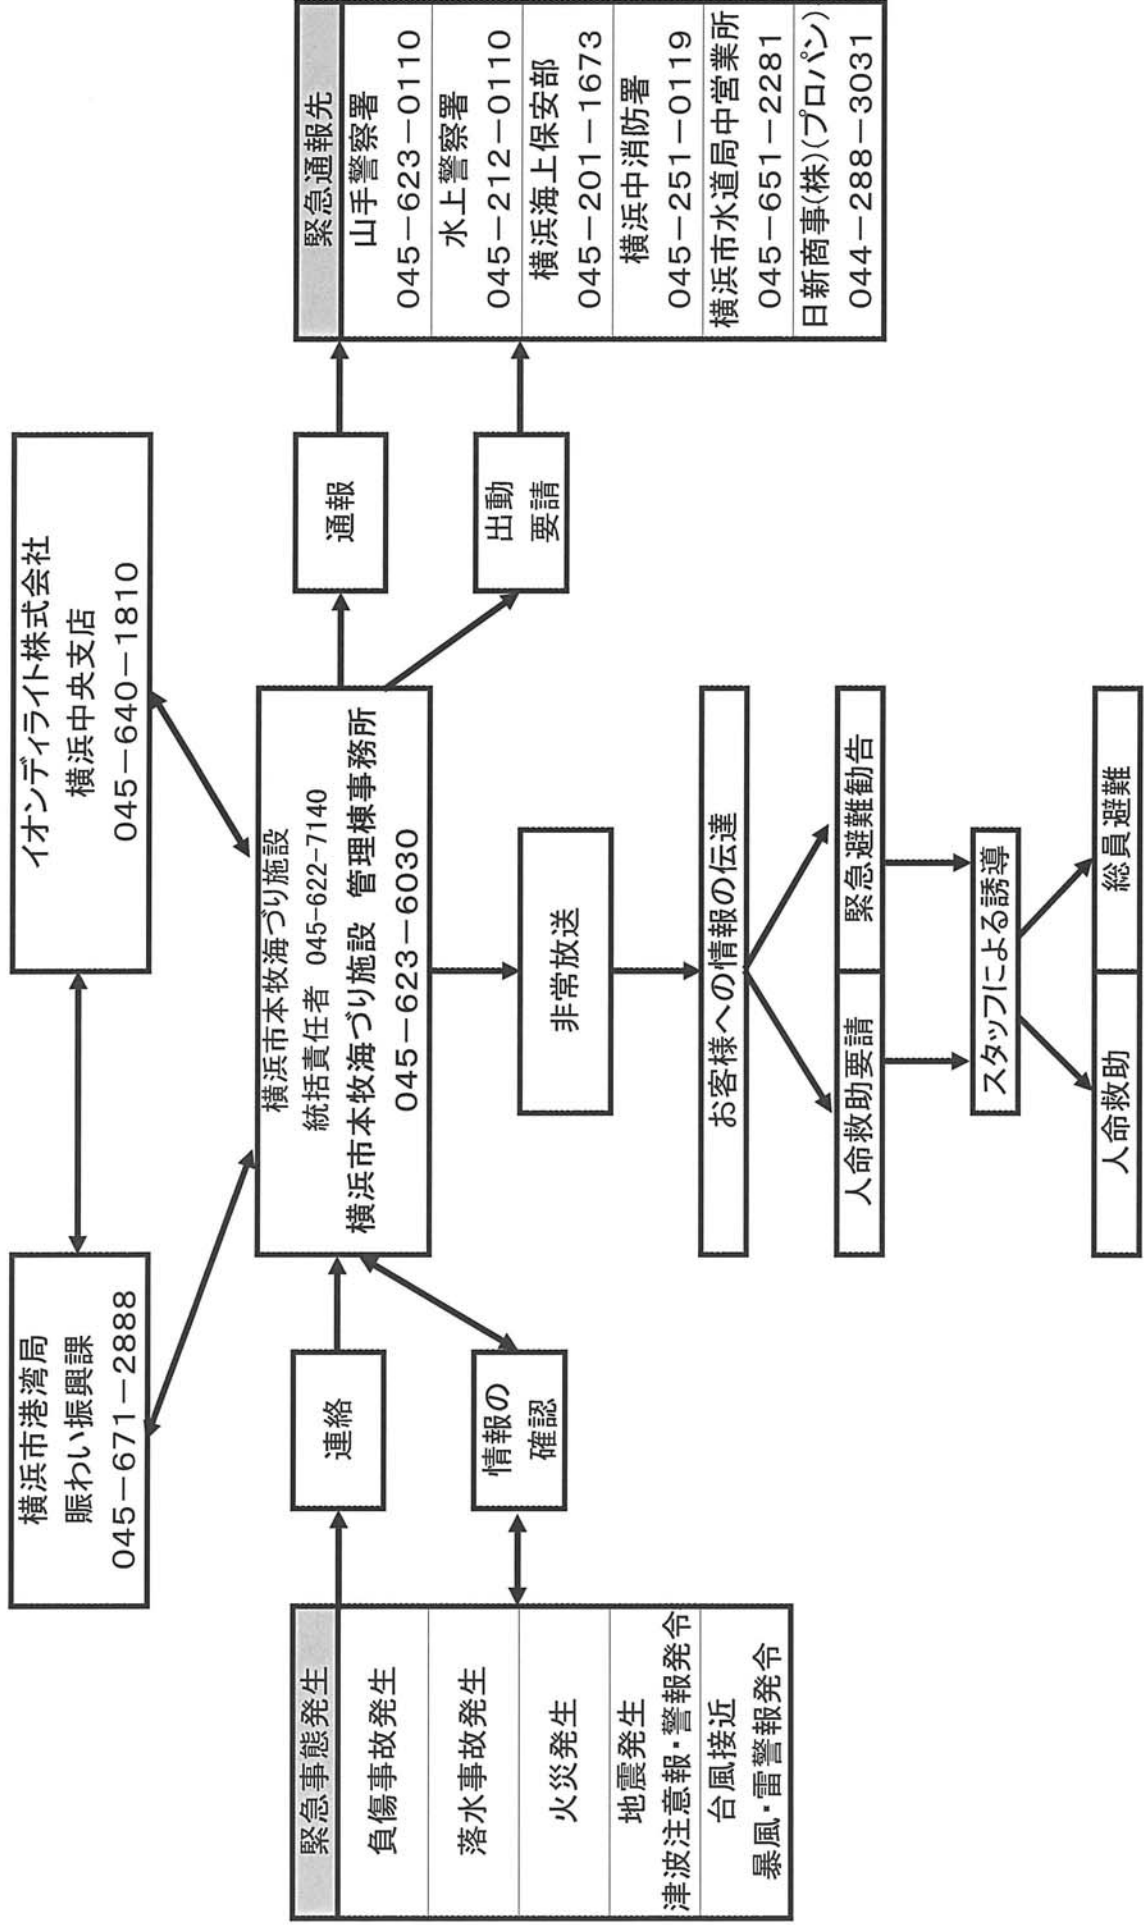 横浜市港湾局
賑わい振興課
045－671－2888
イオンディライト株式会社
横浜中央支店
045－640－1810
緊急事態発生
負傷事故発生
落水事故発生
火災発生
地震発生
津波注意報・警報発令
台風接近
暴風・雷警報発令
連絡
情報の
確認
横浜市本牧海づり施設
統括責任者 045-622-7140
横浜市本牧海づり施設 管理棟事務所
045－623－6030
通報
出動
要請
緊急通報先
山手警察署
045－623－0110
水上警察署
045－212－0110
横浜海上保安部
045－201－1673
横浜中消防署
045－251－0119
横浜市水道局中営業所
045－651－2281
日新商事(株)(プロパン)
044－288－3031
非常放送
お客様への情報の伝達
人命救助要請
緊急避難勧告
スタッフによる誘導
人命救助
総員避難